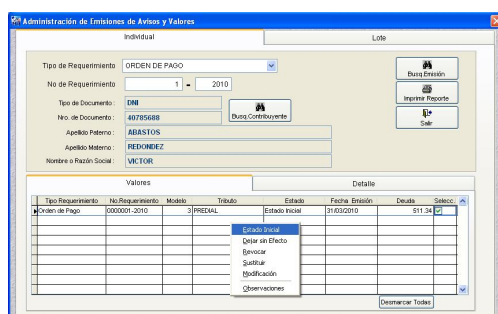 Administración de Emisiones de Avisos y Valores
Individual
Lote
Tipo de Requerimiento ORDEN DE PAGO
No de Requerimiento 1 - 2010
Tipo de Documento : DNI
Nro. de Documento : 40785688
Apellido Paterno : ABASTOS
Apellido Materno : REDONDEZ
Nombre o Razón Social : VICTOR
Busq.Contribuyente
Busq.Emisión
Imprimir Reporte
Salir
Valores
Detalle
Tipo Requerimiento No.Requerimiento Modelo Tributo Estado Fecha Emisión Deuda Selecc.
Orden de Pago 0000001-2010 3 PREDIAL Estado Inicial 31/03/2010 511.34
Estado Inicial
Dejar sin Efecto
Revocar
Sustituir
Modificación
Observaciones
Desmarcar Todas